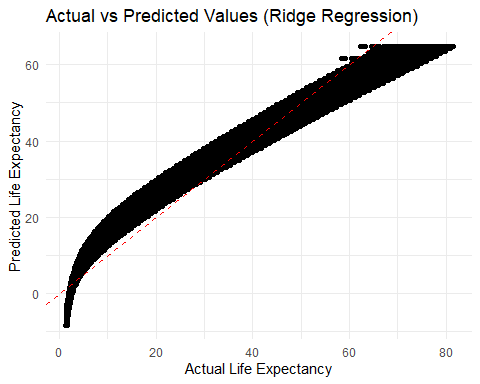 Actual vs Predicted Values (Ridge Regression)
Predicted Life Expectancy
60
40
20
0
0 20 40 60 80
Actual Life Expectancy